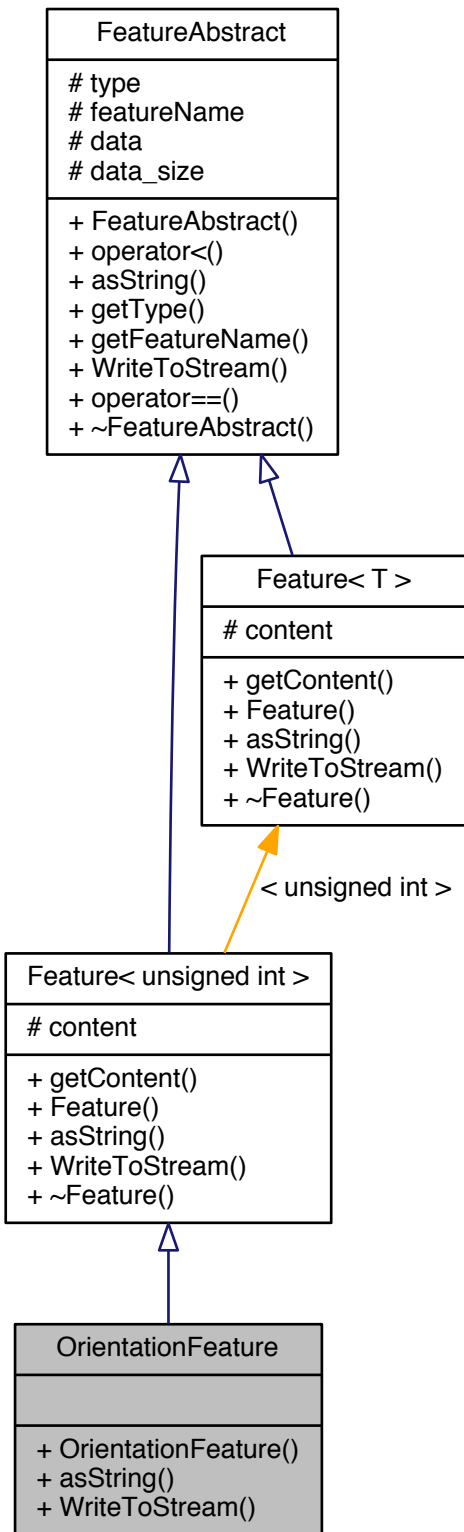 FeatureAbstract
# type
# featureName
# data
# data_size
+ FeatureAbstract()
+ operator<()
+ asString()
+ getType()
+ getFeatureName()
+ WriteToStream()
+ operator==()
+ ~FeatureAbstract()
Feature< T >
# content
+ getContent()
+ Feature()
+ asString()
+ WriteToStream()
+ ~Feature()
< unsigned int >
Feature< unsigned int >
# content
+ getContent()
+ Feature()
+ asString()
+ WriteToStream()
+ ~Feature()
OrientationFeature
+ OrientationFeature()
+ asString()
+ WriteToStream()